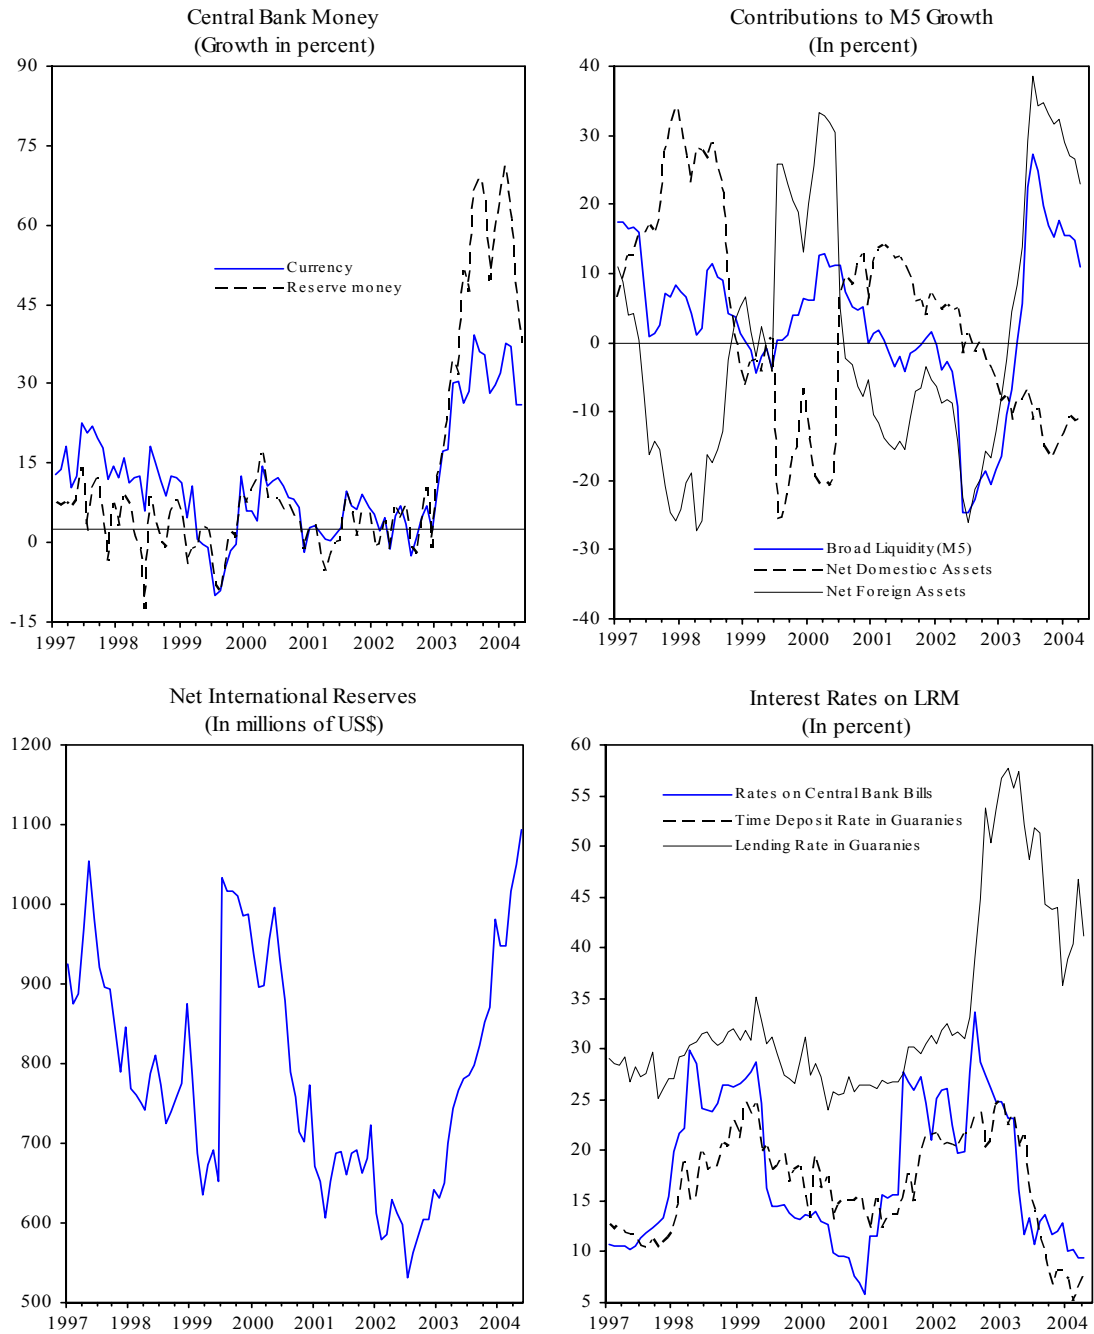 Central Bank Money
(Growth in percent)
90
75
60
45
30
15
0
-15
Currency
Reserve money
1997 1998 1999 2000 2001 2002 2003 2004
Contributions to M5 Growth
(In percent)
40
30
20
10
0
-10
-20
-30
-40
Broad Liquidity (M5)
Net Domestioc Assets
Net Foreign Assets
1997 1998 1999 2000 2001 2002 2003 2004
Net International Reserves
(In millions of US$)
1200
1100
1000
900
800
700
600
500
1997 1998 1999 2000 2001 2002 2003 2004
Interest Rates on LRM
(In percent)
60
55
50
45
40
35
30
25
20
15
10
5
Rates on Central Bank Bills
Time Deposit Rate in Guaranies
Lending Rate in Guaranies
1997 1998 1999 2000 2001 2002 2003 2004